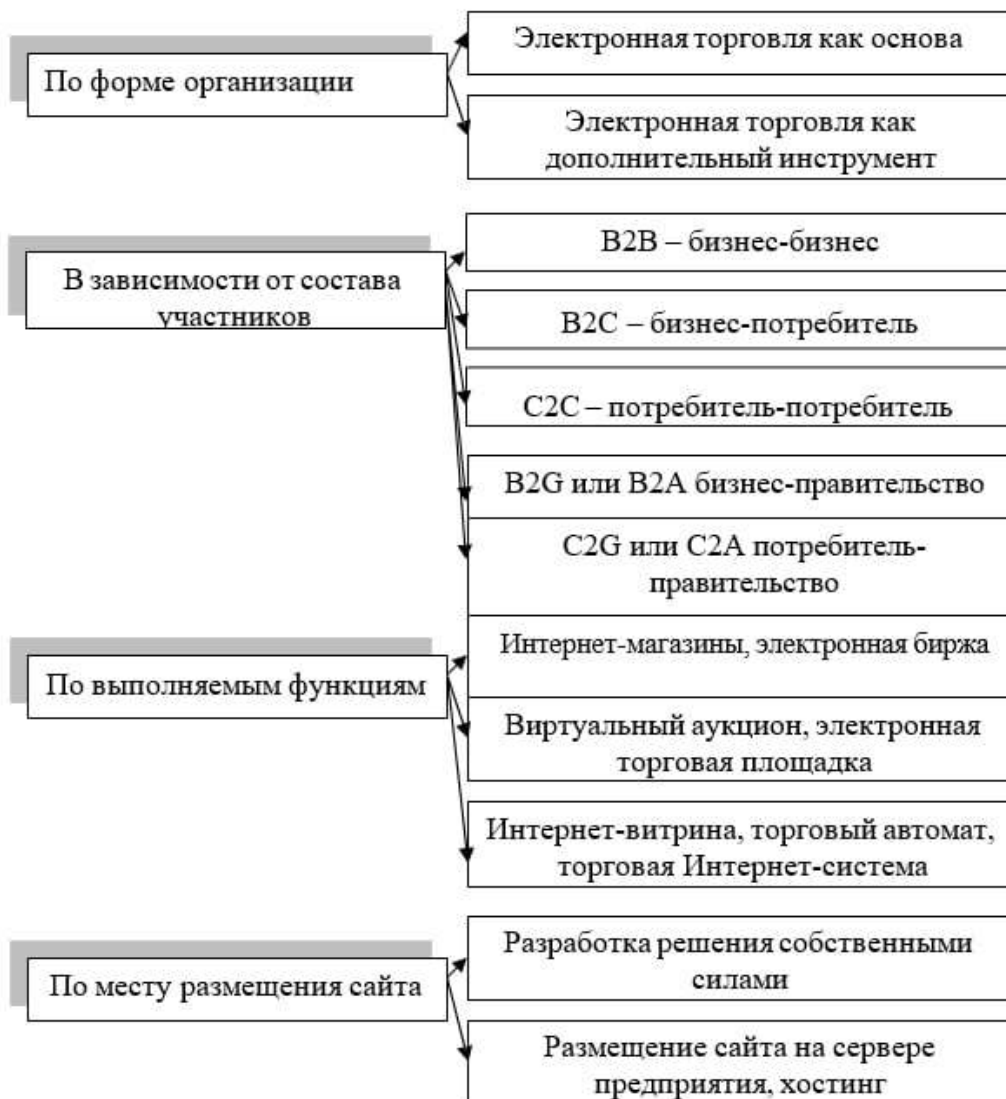 По форме организации
Электронная торговля как основа
Электронная торговля как
дополнительный инструмент
В зависимости от состава
участников
B2B – бизнес-бизнес
B2C – бизнес-потребитель
C2C – потребитель-потребитель
B2G или B2A бизнес-правительство
C2G или C2A потребитель-
правительство
По выполняемым функциям
Интернет-магазины, электронная биржа
Виртуальный аукцион, электронная
торговая площадка
Интернет-витрина, торговый автомат,
торговая Интернет-система
По месту размещения сайта
Разработка решения собственными
силами
Размещение сайта на сервере
предприятия, хостинг